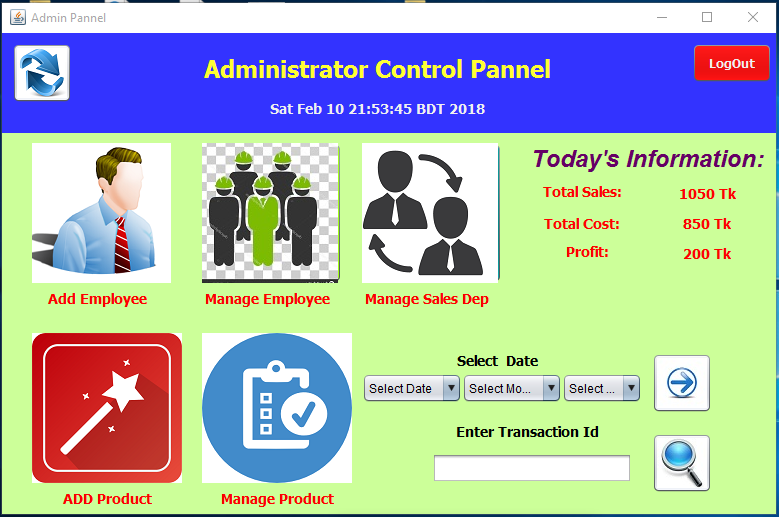 Admin Pannel
Administrator Control Pannel
LogOut
Sat Feb 10 21:53:45 BDT 2018
Today's Information:
Total Sales: 1050 Tk
Total Cost: 850 Tk
Profit: 200 Tk
Add Employee
Manage Employee
Manage Sales Dep
Select Date
Select Date Select Mo... Select ...
Enter Transaction Id
ADD Product
Manage Product